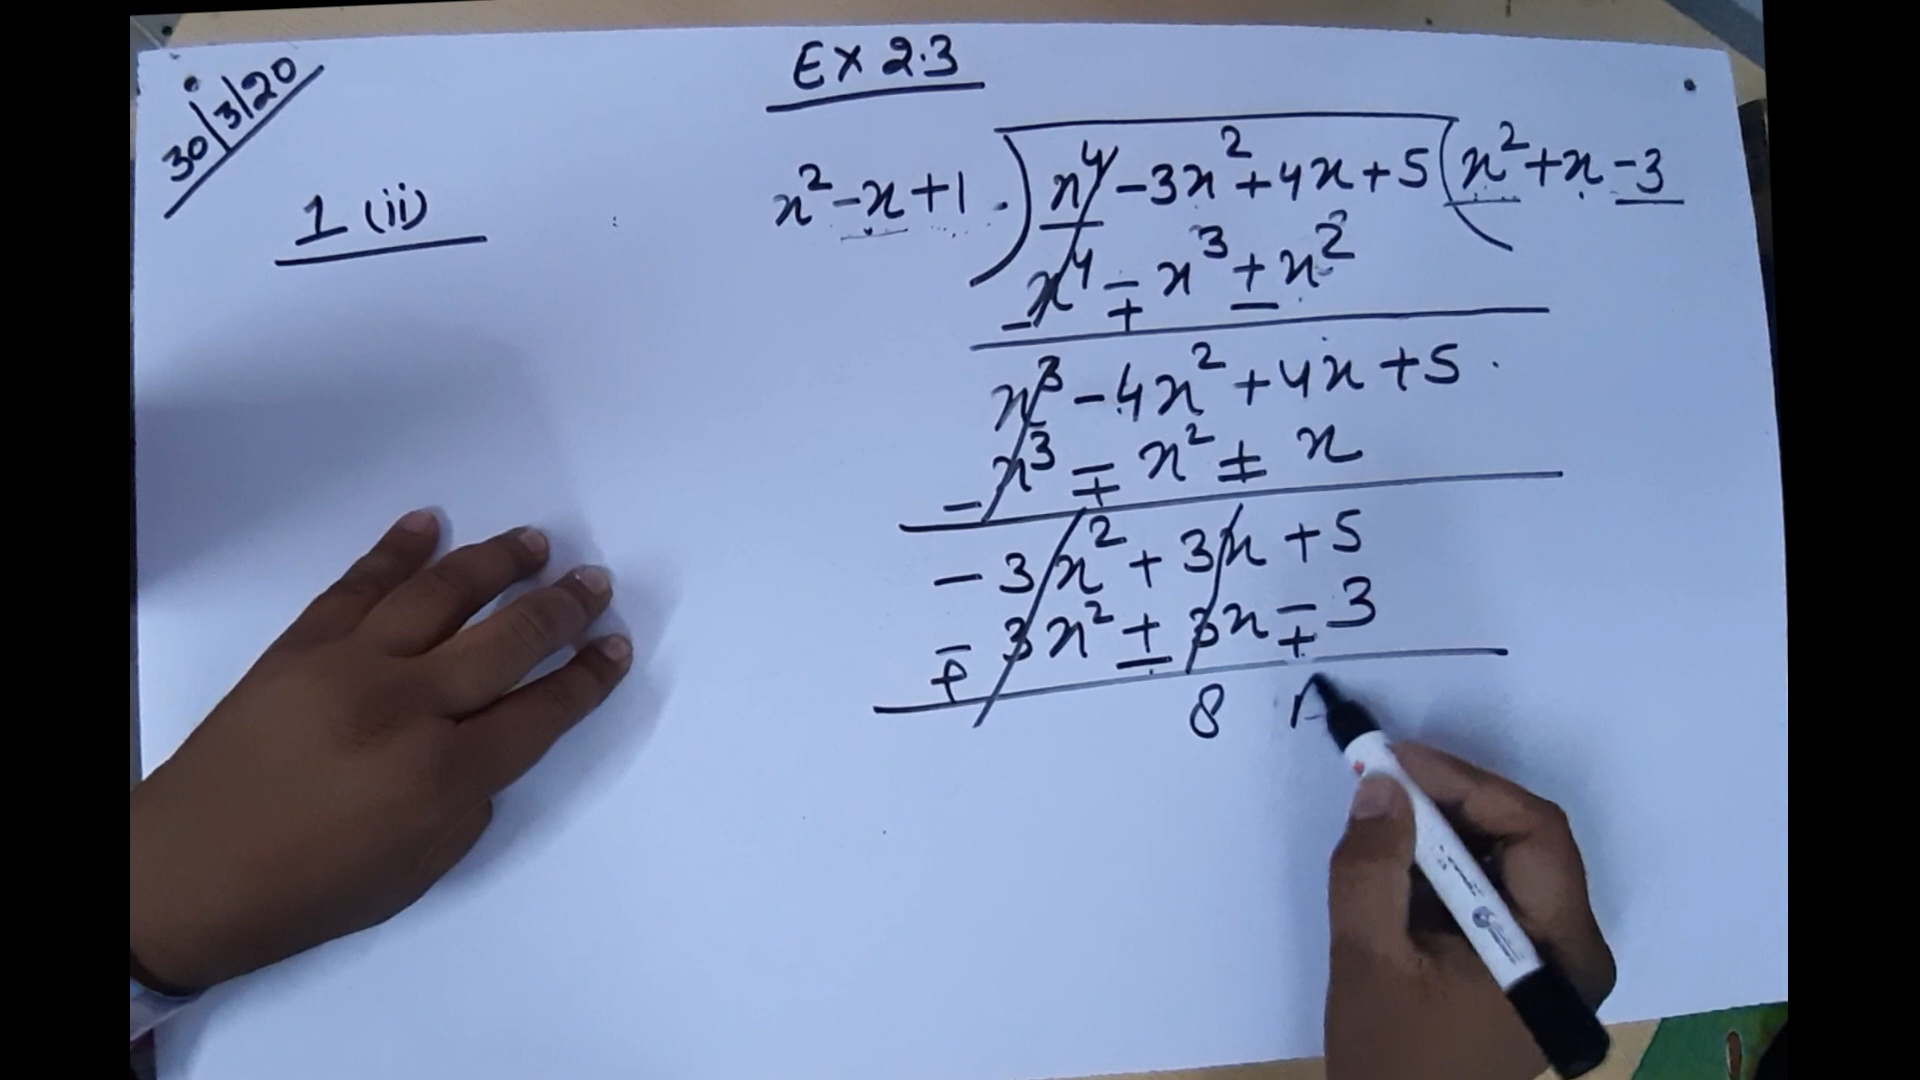 30/3/20
EX 2.3
1 (ii)
x² - x + 1 ) x⁴ - 3x² + 4x + 5 ( x² + x - 3
- x⁴ ∓ x³ ± x²
x³ - 4x² + 4x + 5
- x³ ∓ x² ± x
- 3x² + 3x + 5
∓ 3x² ± 3x ∓ 3
8